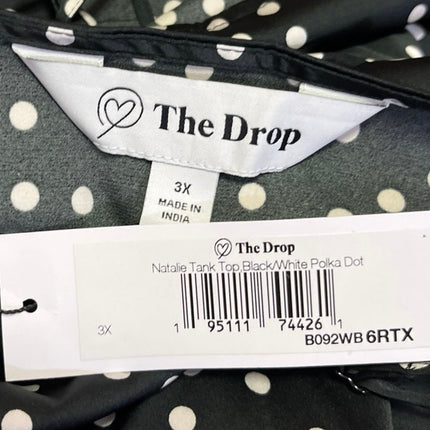 The Drop
3X
MADE IN
INDIA
The Drop
Natalie Tank Top,Black/White Polka Dot
3X
1 95111 74426 1
B092WB 6RTX